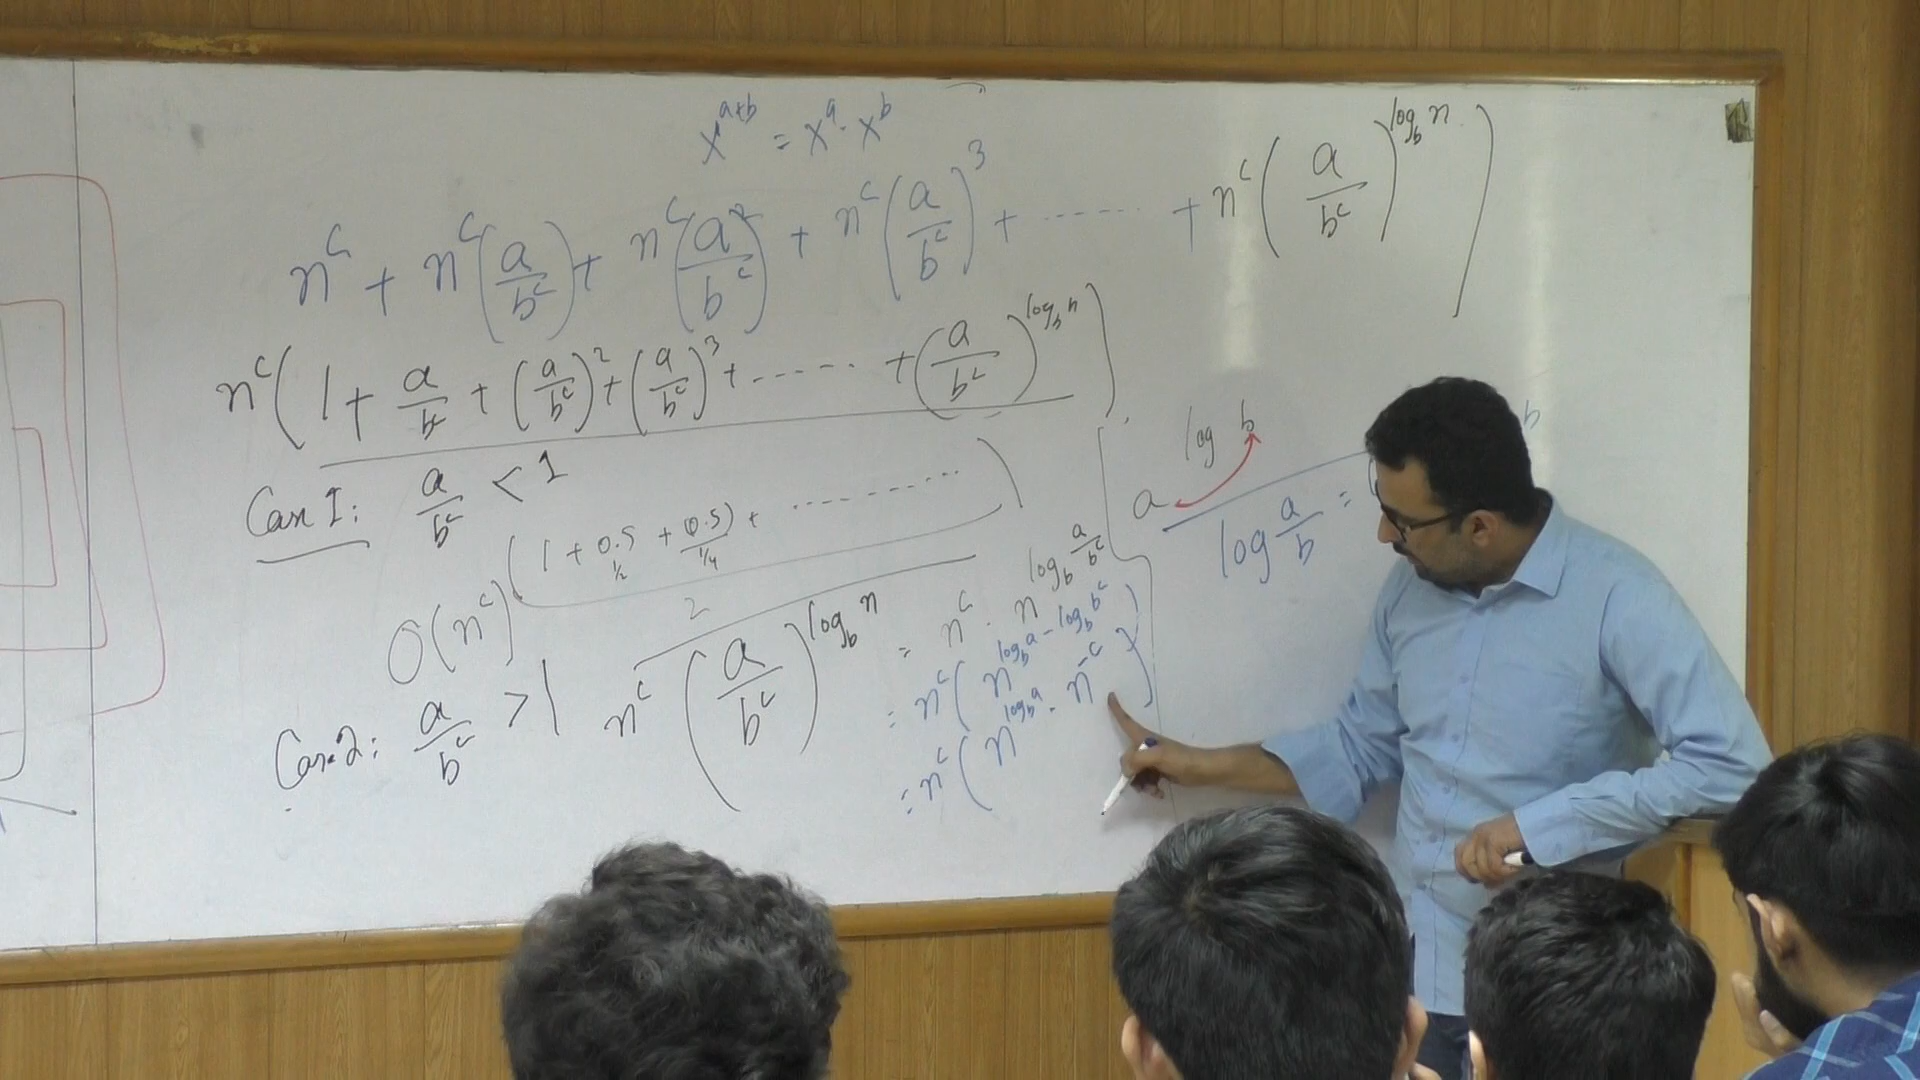 x^{a+b} = x^a · x^b
n^c + n^c (a/b^c) + n^c (a/b^c)^2 + n^c (a/b^c)^3 + ...... + n^c (a/b^c)^{log_b n} )
n^c ( 1 + a/b^c + (a/b^c)^2 + (a/b^c)^3 + ...... + (a/b^c)^{log_b n} )
Case I: a/b^c < 1
( 1 + 0.5 + (0.5) + .......... )
1/2 1/4
2
O(n^c)
Case 2: a/b^c > 1
n^c (a/b^c)^{log_b n} = n^c · n^{log_b a/b^c}
= n^c ( n^{log_b a - log_b b^c} )
= n^c ( n^{log_b a} · n^{-c} )
a^{log b}
log a/b =
b